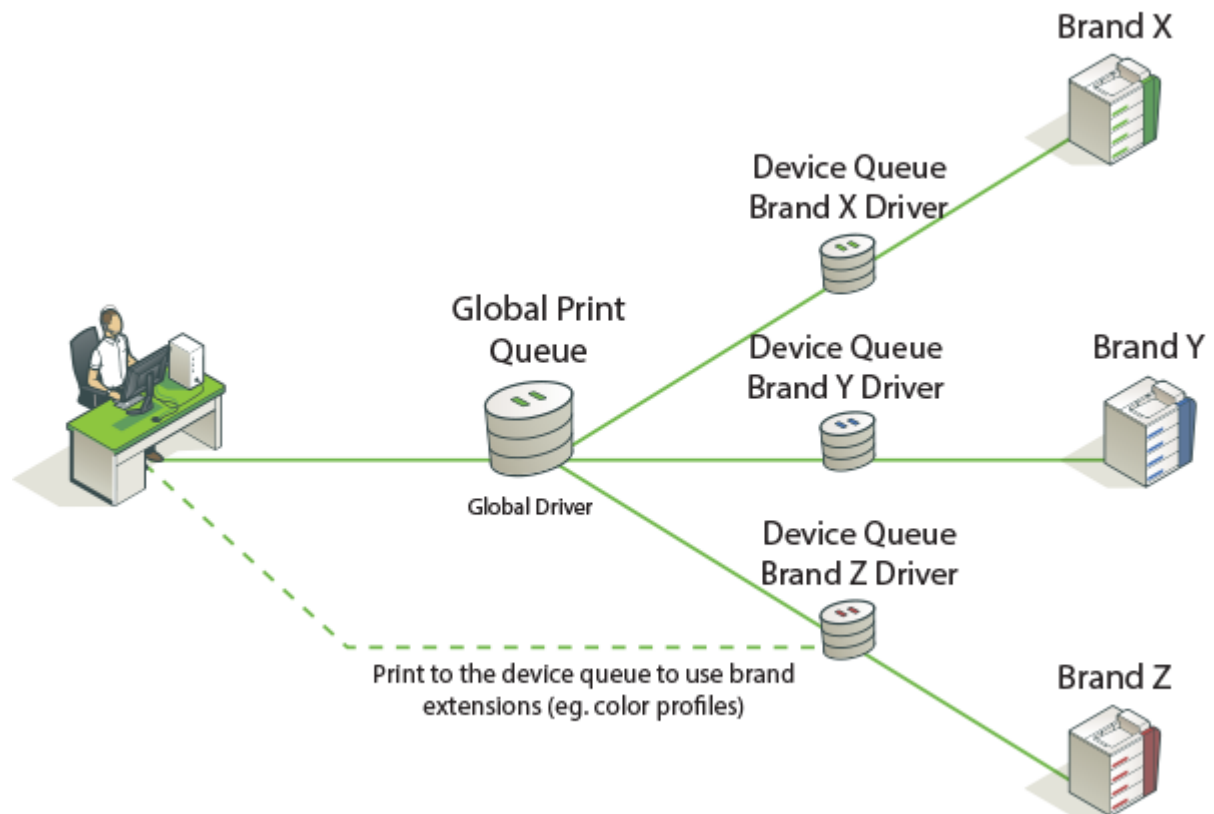 Brand X
Device Queue
Brand X Driver
Global Print
Queue
Global Driver
Device Queue
Brand Y Driver
Brand Y
Device Queue
Brand Z Driver
Print to the device queue to use brand
extensions (eg. color profiles)
Brand Z